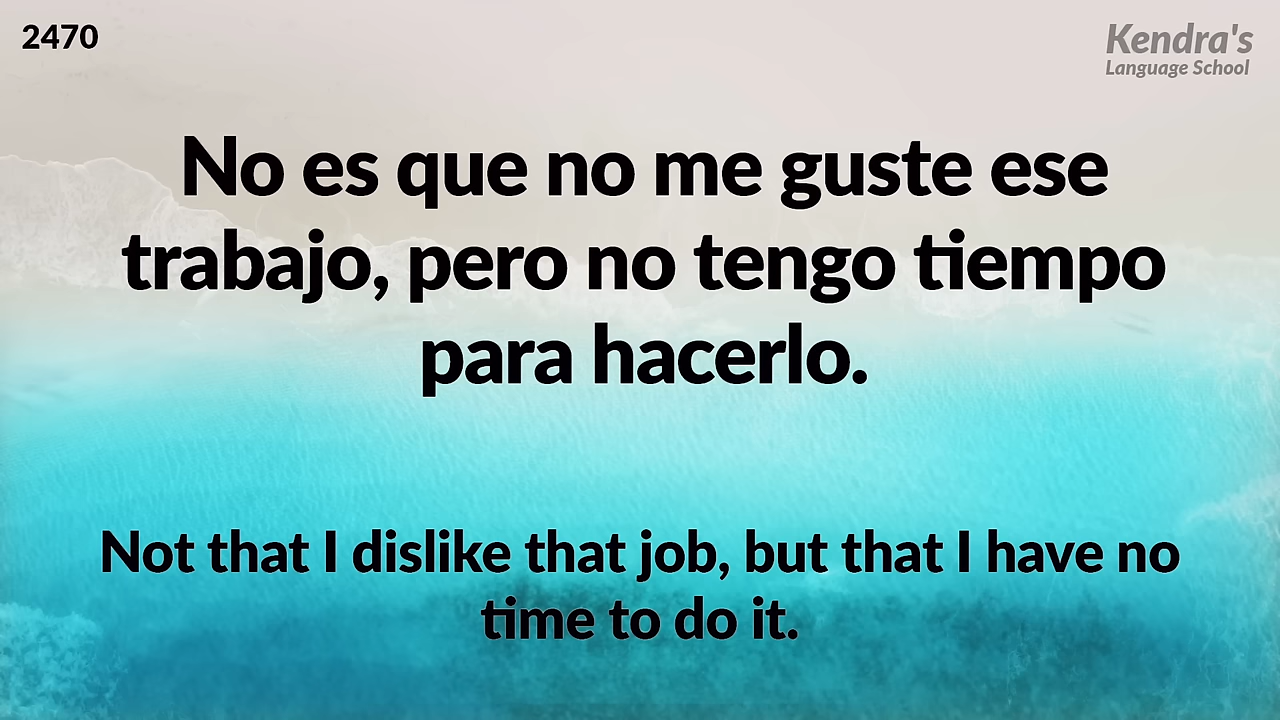 2470
Kendra's
Language School
No es que no me guste ese
trabajo, pero no tengo tiempo
para hacerlo.
Not that I dislike that job, but that I have no
time to do it.